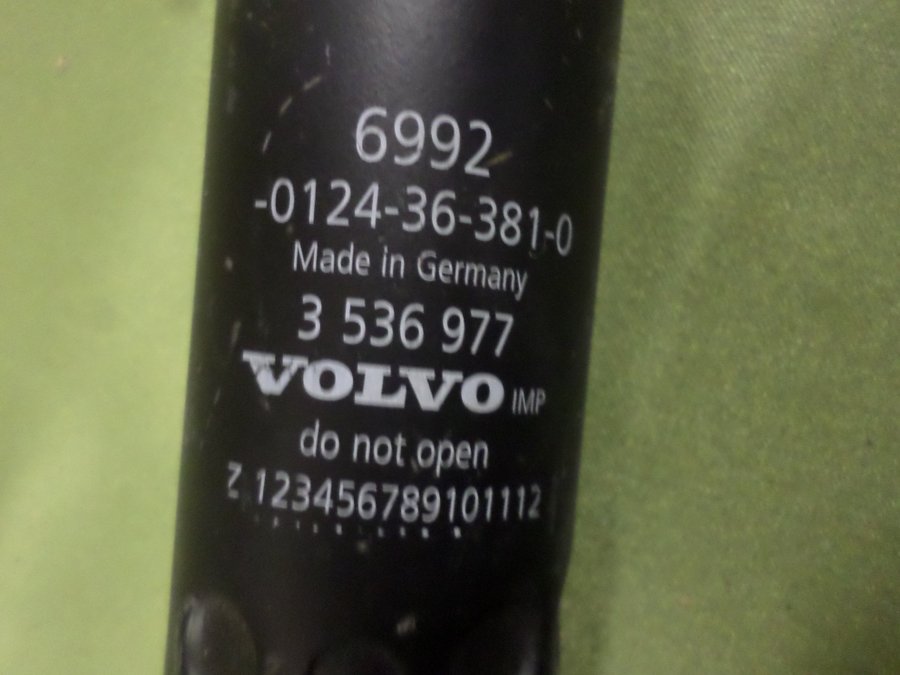 6992
-0124-36-381-0
Made in Germany
3 536 977
VOLVO IMP
do not open
Z 123456789101112